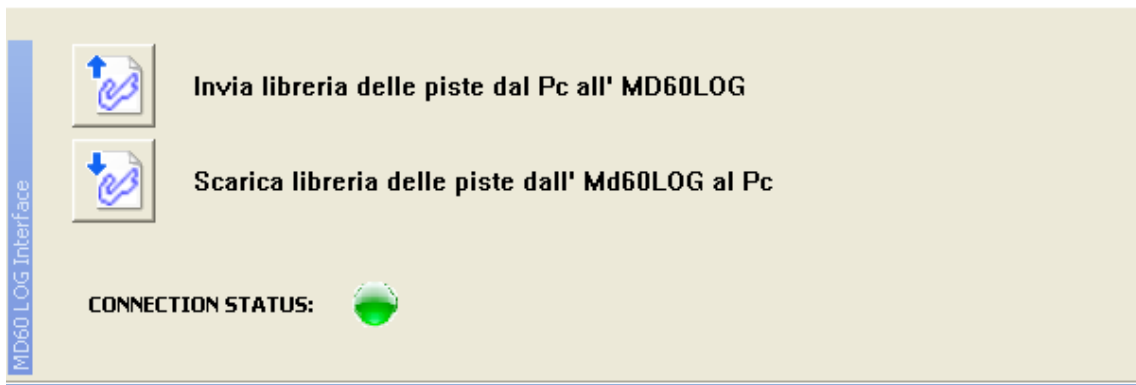 Invia libreria delle piste dal Pc all' MD60LOG
Scarica libreria delle piste dall' Md60LOG al Pc
MD60 LOG Interface
CONNECTION STATUS: